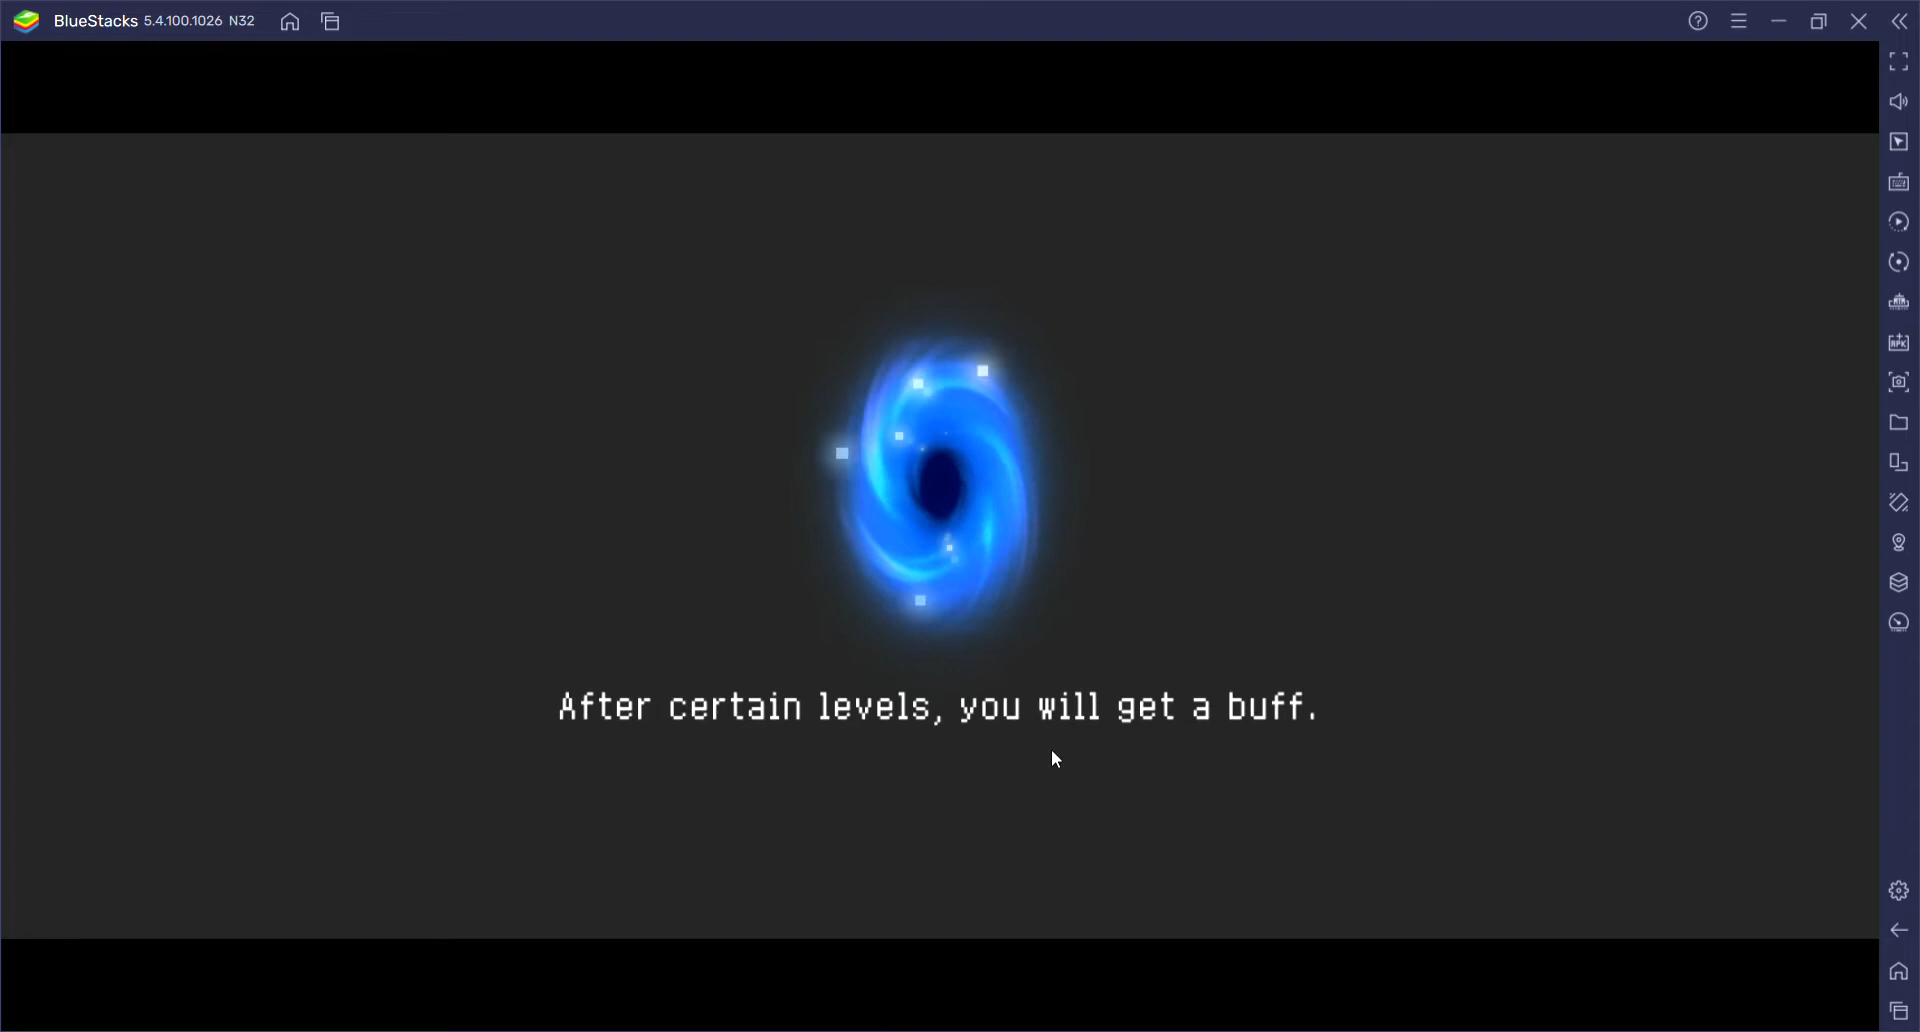 BlueStacks 5.4.100.1026 N32
After certain levels, you will get a buff.